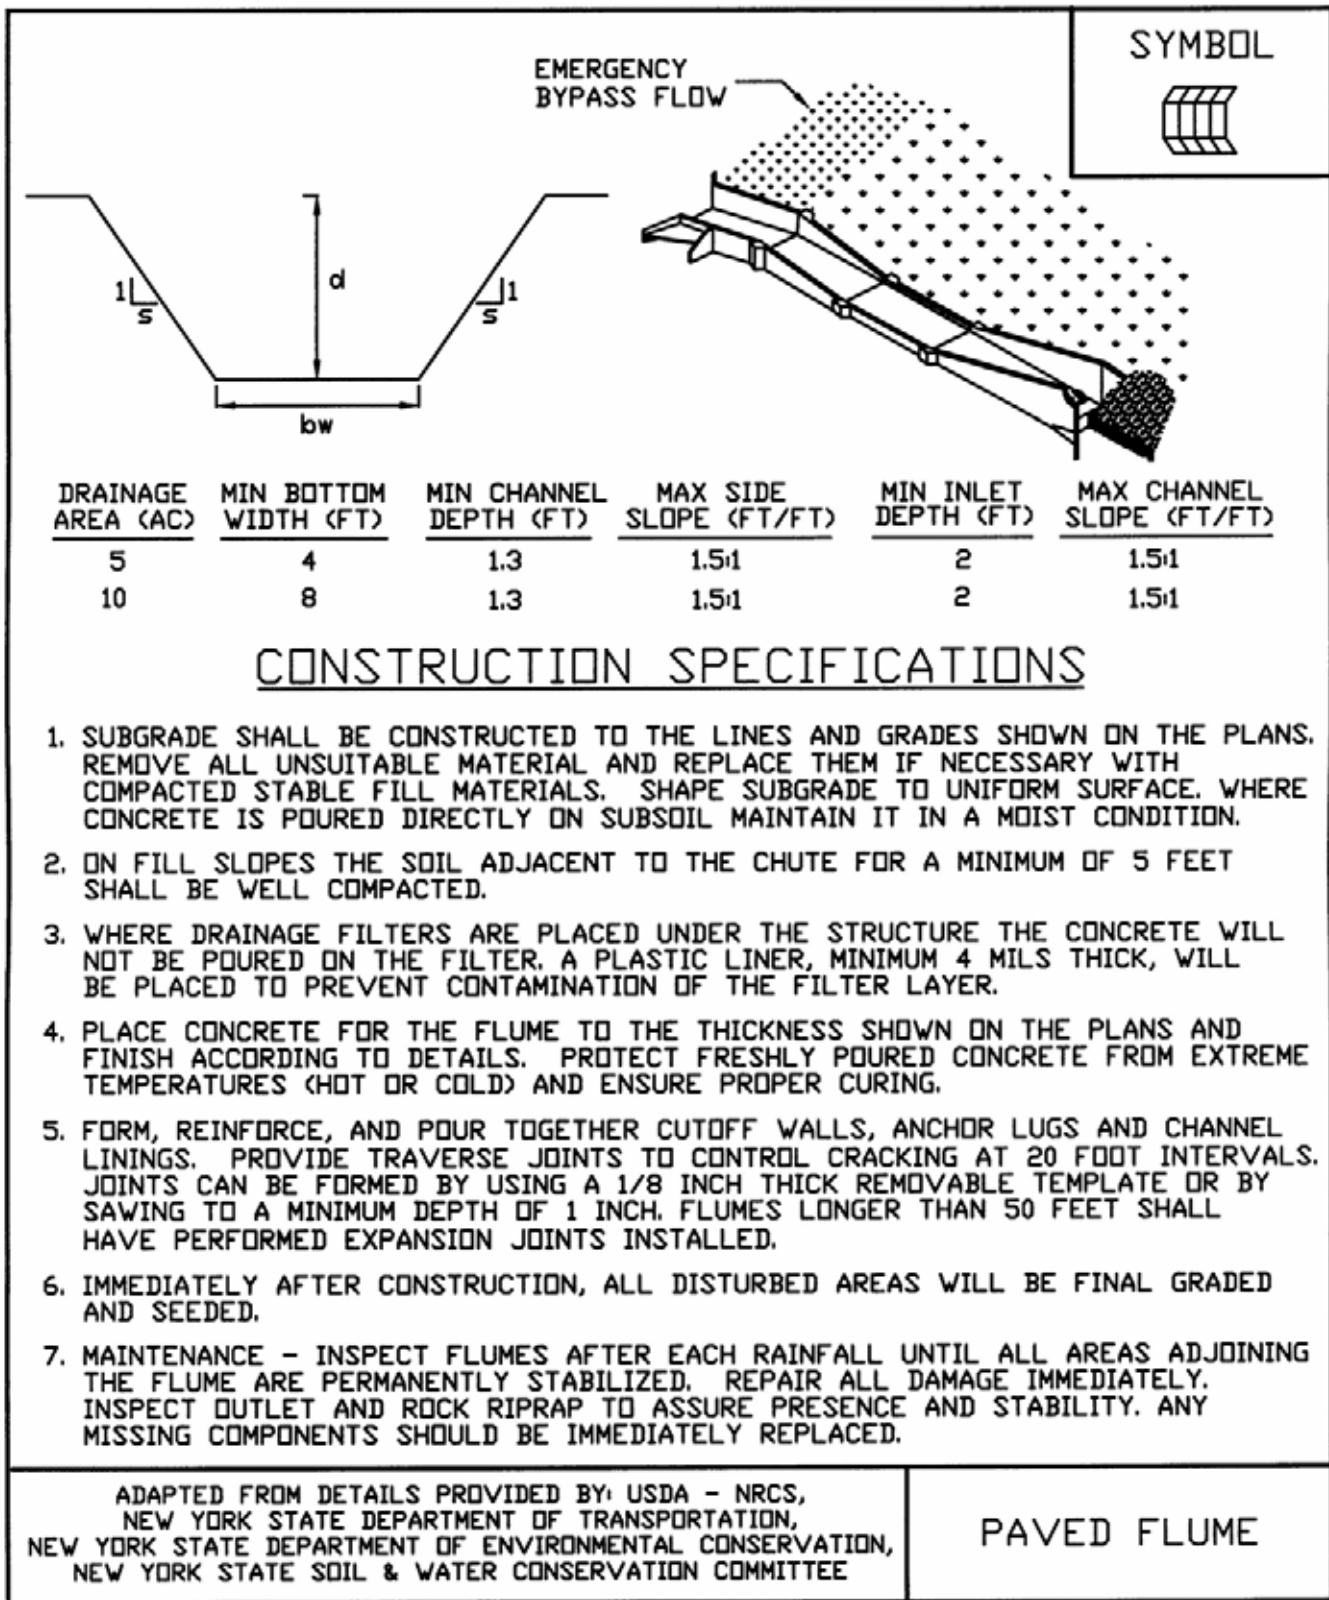 SYMBOL
EMERGENCY
BYPASS FLOW
1
s
d
1
s
bw
DRAINAGE AREA (AC) MIN BOTTOM WIDTH (FT) MIN CHANNEL DEPTH (FT) MAX SIDE SLOPE (FT/FT) MIN INLET DEPTH (FT) MAX CHANNEL SLOPE (FT/FT)
5 4 1.3 1.5:1 2 1.5:1
10 8 1.3 1.5:1 2 1.5:1
CONSTRUCTION SPECIFICATIONS
1. SUBGRADE SHALL BE CONSTRUCTED TO THE LINES AND GRADES SHOWN ON THE PLANS.
REMOVE ALL UNSUITABLE MATERIAL AND REPLACE THEM IF NECESSARY WITH
COMPACTED STABLE FILL MATERIALS. SHAPE SUBGRADE TO UNIFORM SURFACE. WHERE
CONCRETE IS POURED DIRECTLY ON SUBSOIL MAINTAIN IT IN A MOIST CONDITION.
2. ON FILL SLOPES THE SOIL ADJACENT TO THE CHUTE FOR A MINIMUM OF 5 FEET
SHALL BE WELL COMPACTED.
3. WHERE DRAINAGE FILTERS ARE PLACED UNDER THE STRUCTURE THE CONCRETE WILL
NOT BE POURED ON THE FILTER. A PLASTIC LINER, MINIMUM 4 MILS THICK, WILL
BE PLACED TO PREVENT CONTAMINATION OF THE FILTER LAYER.
4. PLACE CONCRETE FOR THE FLUME TO THE THICKNESS SHOWN ON THE PLANS AND
FINISH ACCORDING TO DETAILS. PROTECT FRESHLY POURED CONCRETE FROM EXTREME
TEMPERATURES (HOT OR COLD) AND ENSURE PROPER CURING.
5. FORM, REINFORCE, AND POUR TOGETHER CUTOFF WALLS, ANCHOR LUGS AND CHANNEL
LININGS. PROVIDE TRAVERSE JOINTS TO CONTROL CRACKING AT 20 FOOT INTERVALS.
JOINTS CAN BE FORMED BY USING A 1/8 INCH THICK REMOVABLE TEMPLATE OR BY
SAWING TO A MINIMUM DEPTH OF 1 INCH. FLUMES LONGER THAN 50 FEET SHALL
HAVE PERFORMED EXPANSION JOINTS INSTALLED.
6. IMMEDIATELY AFTER CONSTRUCTION, ALL DISTURBED AREAS WILL BE FINAL GRADED
AND SEEDED.
7. MAINTENANCE - INSPECT FLUMES AFTER EACH RAINFALL UNTIL ALL AREAS ADJOINING
THE FLUME ARE PERMANENTLY STABILIZED. REPAIR ALL DAMAGE IMMEDIATELY.
INSPECT OUTLET AND ROCK RIPRAP TO ASSURE PRESENCE AND STABILITY. ANY
MISSING COMPONENTS SHOULD BE IMMEDIATELY REPLACED.
ADAPTED FROM DETAILS PROVIDED BY: USDA - NRCS,
NEW YORK STATE DEPARTMENT OF TRANSPORTATION,
NEW YORK STATE DEPARTMENT OF ENVIRONMENTAL CONSERVATION,
NEW YORK STATE SOIL & WATER CONSERVATION COMMITTEE
PAVED FLUME